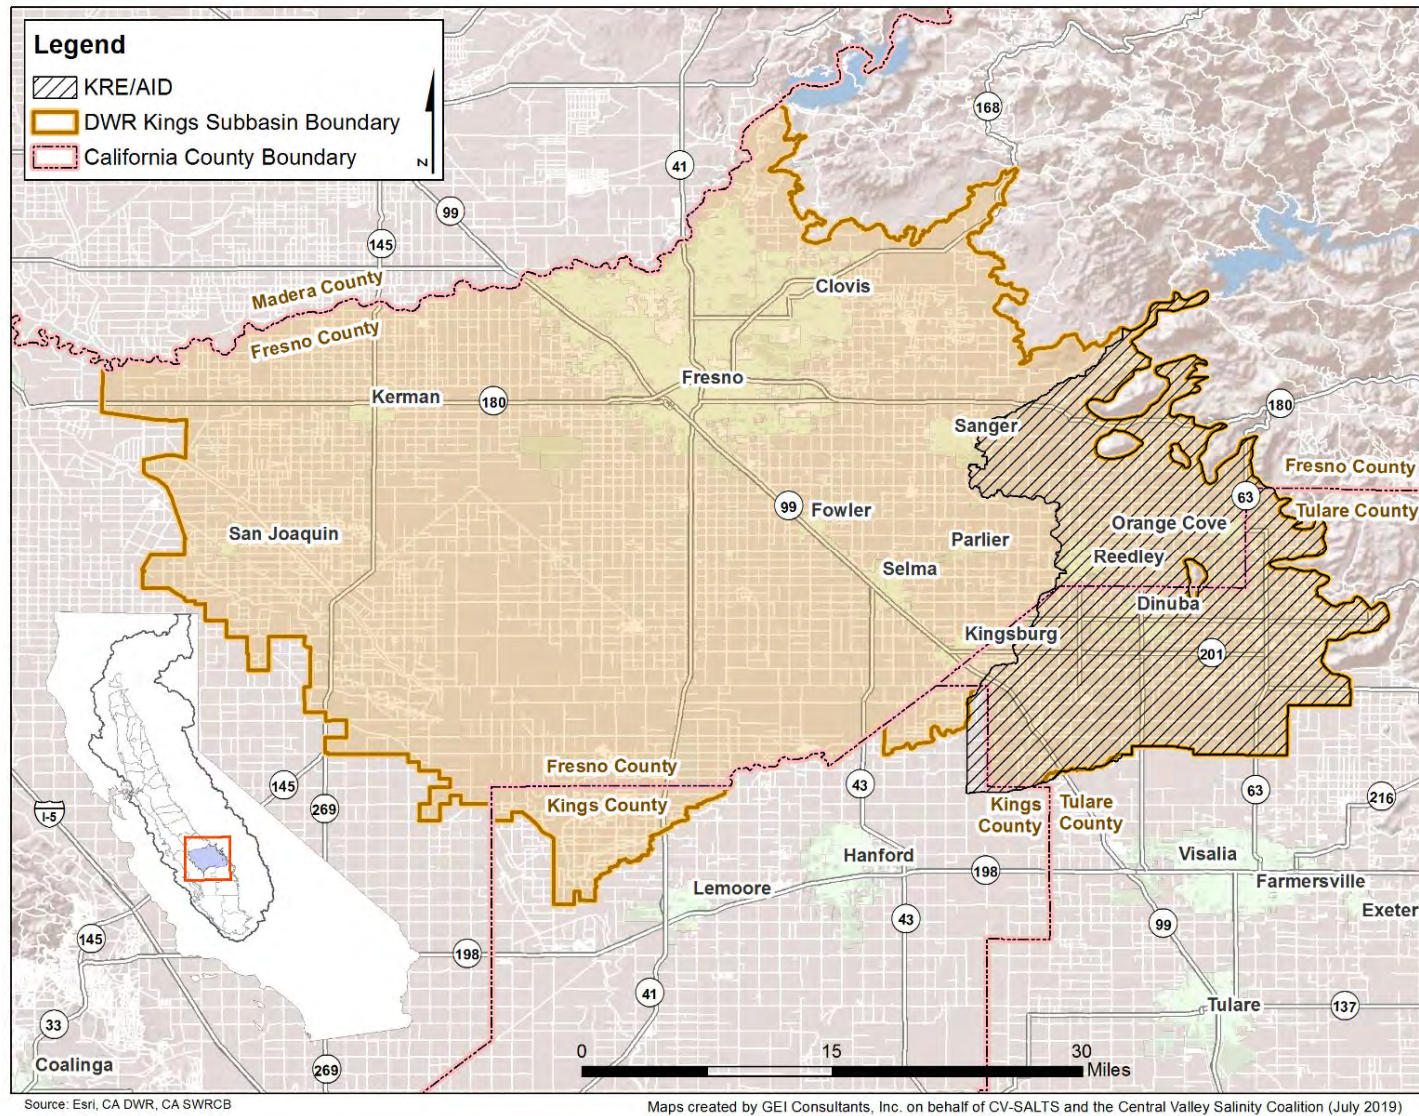 Legend
KRE/AID
DWR Kings Subbasin Boundary
California County Boundary
N
168
41
99
145
Madera County
Fresno County
Clovis
Fresno
Kerman
180
180
Sanger
Fresno County
Tulare County
63
99
Fowler
Orange Cove
San Joaquin
Parlier
Reedley
Selma
Dinuba
Kingsburg
201
Fresno County
Kings County
145
269
43
Kings
County
Tulare
County
63
216
I-5
Hanford
Visalia
Lemoore
198
Farmersville
Exeter
145
198
43
99
41
Tulare
137
33
Coalinga
269
0
15
30
Miles
Source: Esri, CA DWR, CA SWRCB
Maps created by GEI Consultants, Inc. on behalf of CV-SALTS and the Central Valley Salinity Coalition (July 2019)